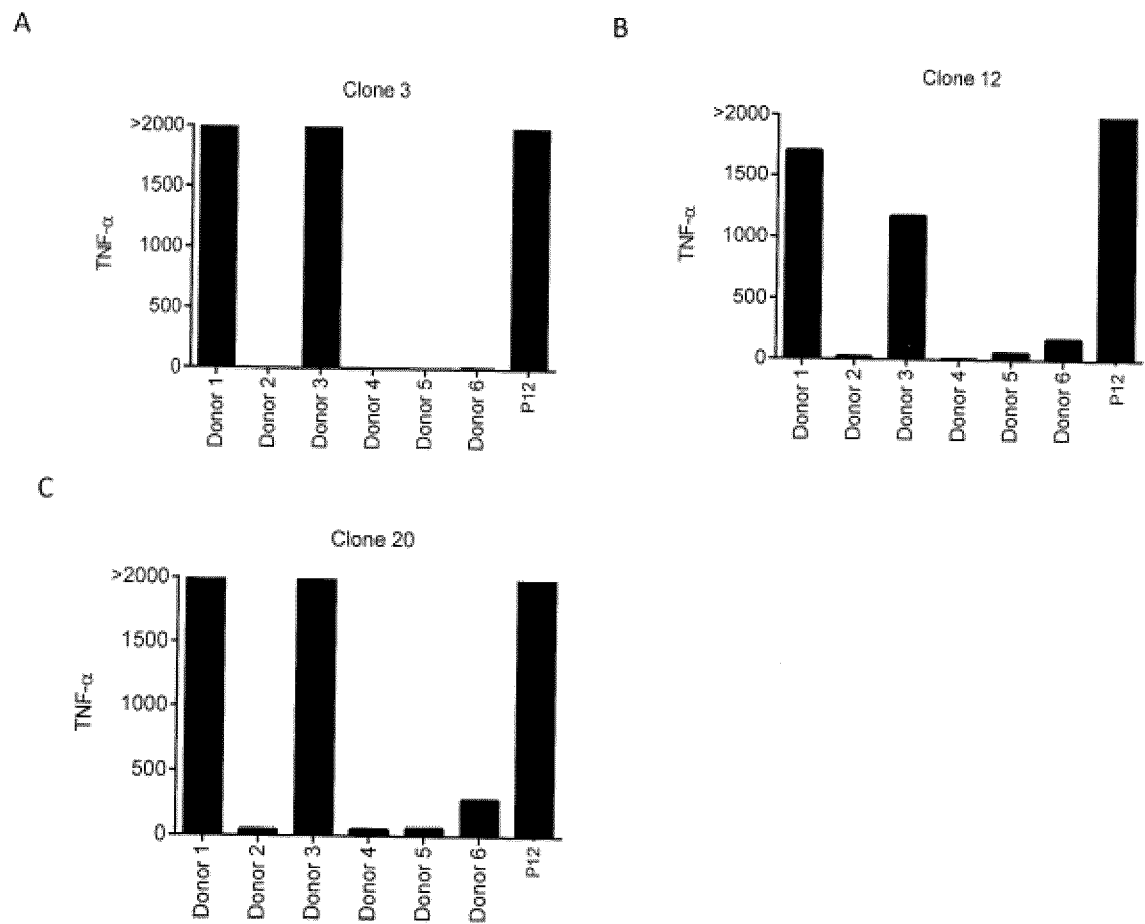 A
Clone 3
TNF-α
>2000
1500
1000
500
0
Donor 1
Donor 2
Donor 3
Donor 4
Donor 5
Donor 6
P12
B
Clone 12
TNF-α
>2000
1500
1000
500
0
Donor 1
Donor 2
Donor 3
Donor 4
Donor 5
Donor 6
P12
C
Clone 20
TNF-α
>2000
1500
1000
500
0
Donor 1
Donor 2
Donor 3
Donor 4
Donor 5
Donor 6
P12